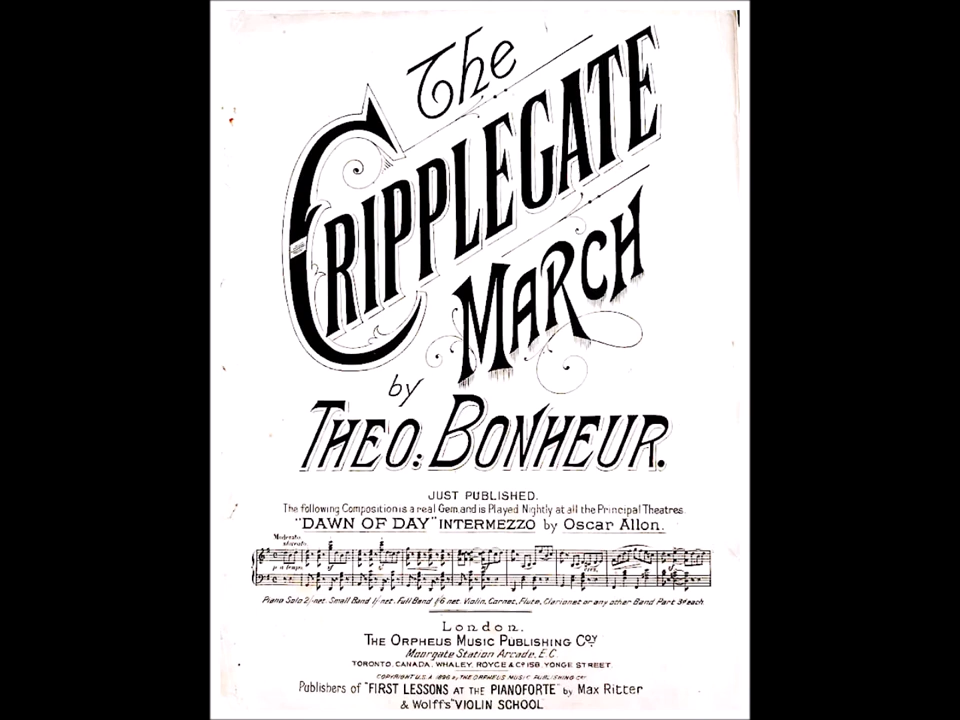 The
CRIPPLEGATE
MARCH
by
THEO: BONHEUR.
JUST PUBLISHED.
The following Composition is a real Gem and is Played Nightly at all the Principal Theatres.
"DAWN OF DAY" INTERMEZZO by Oscar Allon.
Moderato
p a tempo
Piano Solo 2/- net. Small Band 1/- net. Full Band 1/6 net. Violin, Cornet, Flute, Clarionet or any other Band Part 3d each.
London.
THE ORPHEUS MUSIC PUBLISHING COY
Moorgate Station Arcade, E.C.
TORONTO, CANADA, WHALEY, ROYCE & Co 158, YONGE STREET.
COPYRIGHT U.S.A. 1896 by THE ORPHEUS MUSIC PUBLISHING COY
Publishers of "FIRST LESSONS AT THE PIANOFORTE" by Max Ritter
& Wolff's "VIOLIN SCHOOL